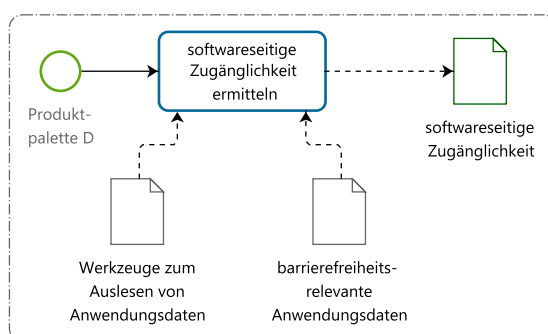 softwareseitige
Zugänglichkeit
ermitteln
Produkt-
palette D
softwareseitige
Zugänglichkeit
Werkzeuge zum
Auslesen von
Anwendungsdaten
barrierefreiheits-
relevante
Anwendungsdaten